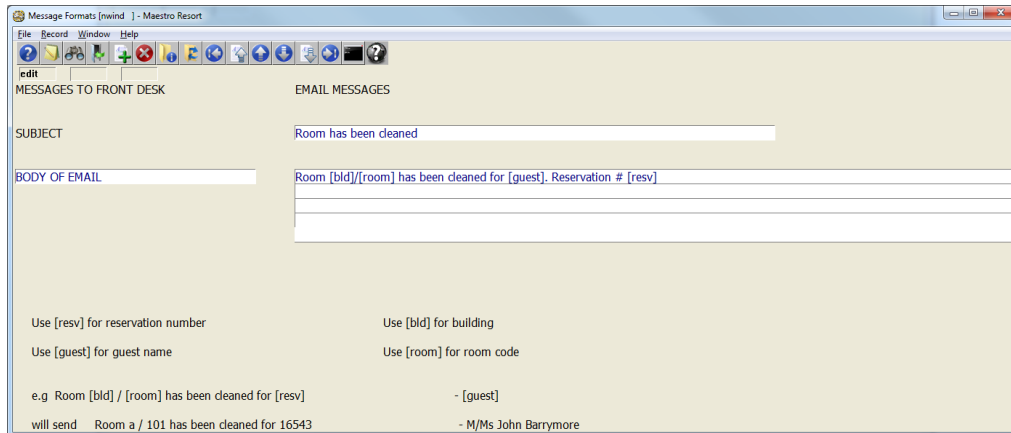 Message Formats [nwind ] - Maestro Resort
File Record Window Help
edit
MESSAGES TO FRONT DESK EMAIL MESSAGES
SUBJECT Room has been cleaned
BODY OF EMAIL Room [bld]/[room] has been cleaned for [guest]. Reservation # [resv]
Use [resv] for reservation number Use [bld] for building
Use [guest] for guest name Use [room] for room code
e.g Room [bld] / [room] has been cleaned for [resv] - [guest]
will send Room a / 101 has been cleaned for 16543 - M/Ms John Barrymore